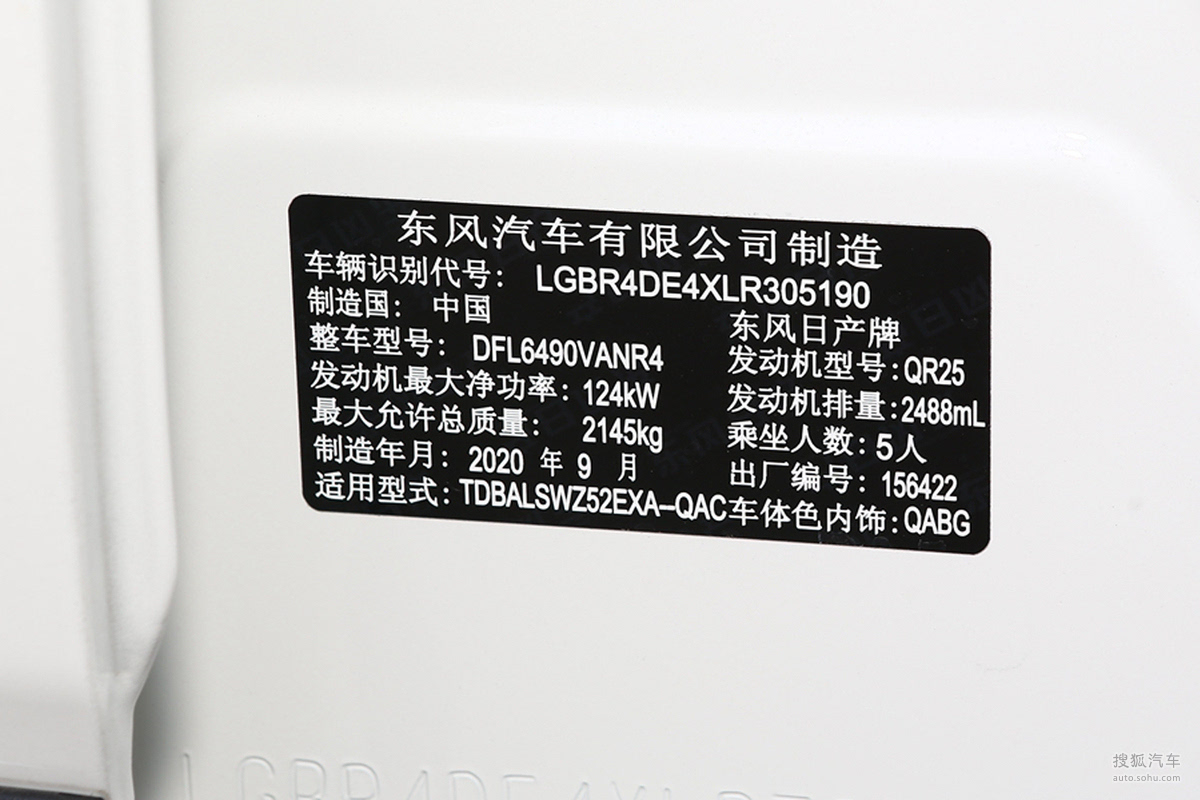 东风汽车有限公司制造
车辆识别代号: LGBR4DE4XLR305190
制造国: 中国 东风日产牌
整车型号: DFL6490VANR4 发动机型号:QR25
发动机最大净功率: 124kW 发动机排量:2488mL
最大允许总质量: 2145kg 乘坐人数:5人
制造年月: 2020 年 9 月 出厂编号: 156422
适用型式: TDBALSWZ52EXA-QAC 车体色内饰:QABG
搜狐汽车
auto.sohu.com